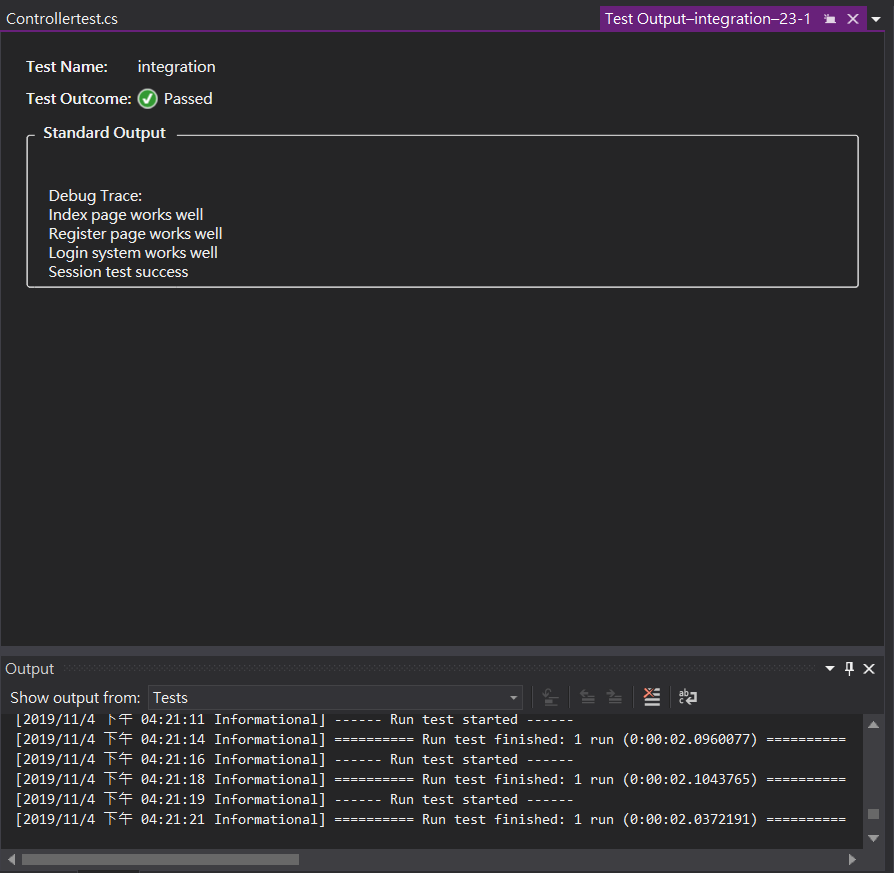 Controllertest.cs
Test Output–integration–23-1
Test Name: integration
Test Outcome: Passed
Standard Output
Debug Trace:
Index page works well
Register page works well
Login system works well
Session test success
Output
Show output from: Tests
[2019/11/4 下午 04:21:11 Informational] ------ Run test started ------
[2019/11/4 下午 04:21:14 Informational] ========== Run test finished: 1 run (0:00:02.0960077) ==========
[2019/11/4 下午 04:21:16 Informational] ------ Run test started ------
[2019/11/4 下午 04:21:18 Informational] ========== Run test finished: 1 run (0:00:02.1043765) ==========
[2019/11/4 下午 04:21:19 Informational] ------ Run test started ------
[2019/11/4 下午 04:21:21 Informational] ========== Run test finished: 1 run (0:00:02.0372191) ==========